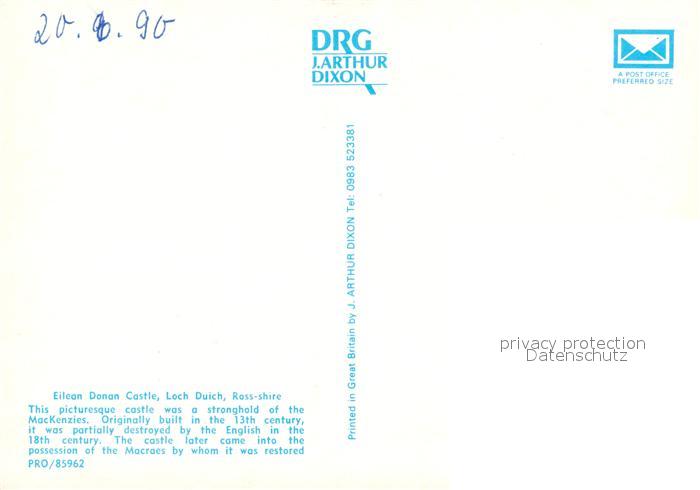 20. 6. 90
DRG
J. ARTHUR
DIXON
A POST OFFICE
PREFERRED SIZE
Printed in Great Britain by J. ARTHUR DIXON Tel: 0983 523381
privacy protection
Datenschutz
Eilean Donan Castle, Loch Duich, Ross-shire
This picturesque castle was a stronghold of the
MacKenzies. Originally built in the 13th century,
it was partially destroyed by the English in the
18th century. The castle later came into the
possession of the Macraes by whom it was restored
PRO/85962